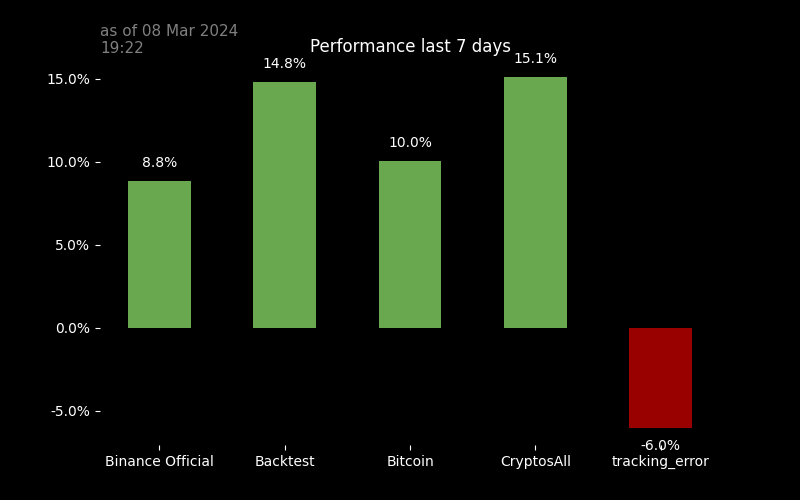 as of 08 Mar 2024
19:22
Performance last 7 days
15.0%
10.0%
5.0%
0.0%
-5.0%
8.8%
14.8%
10.0%
15.1%
-6.0%
Binance Official
Backtest
Bitcoin
CryptosAll
tracking_error